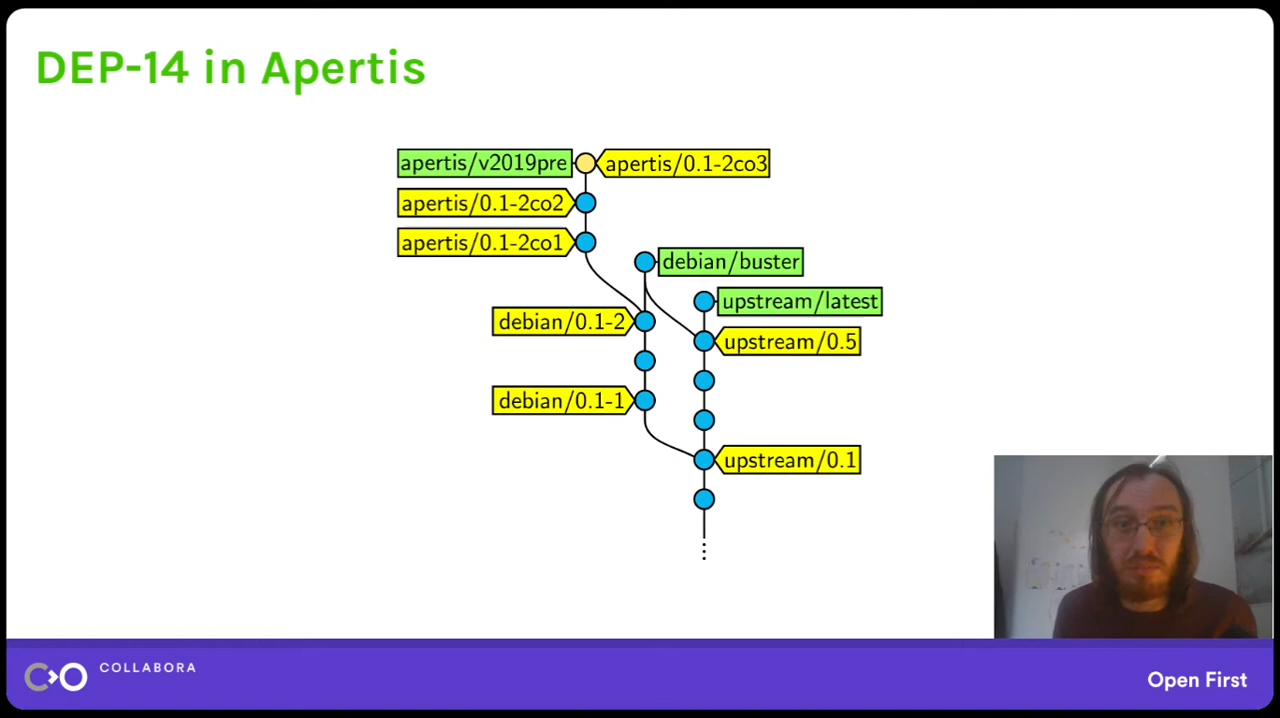 DEP-14 in Apertis
apertis/v2019pre
apertis/0.1-2co3
apertis/0.1-2co2
apertis/0.1-2co1
debian/buster
upstream/latest
debian/0.1-2
upstream/0.5
debian/0.1-1
upstream/0.1
COLLABORA
Open First